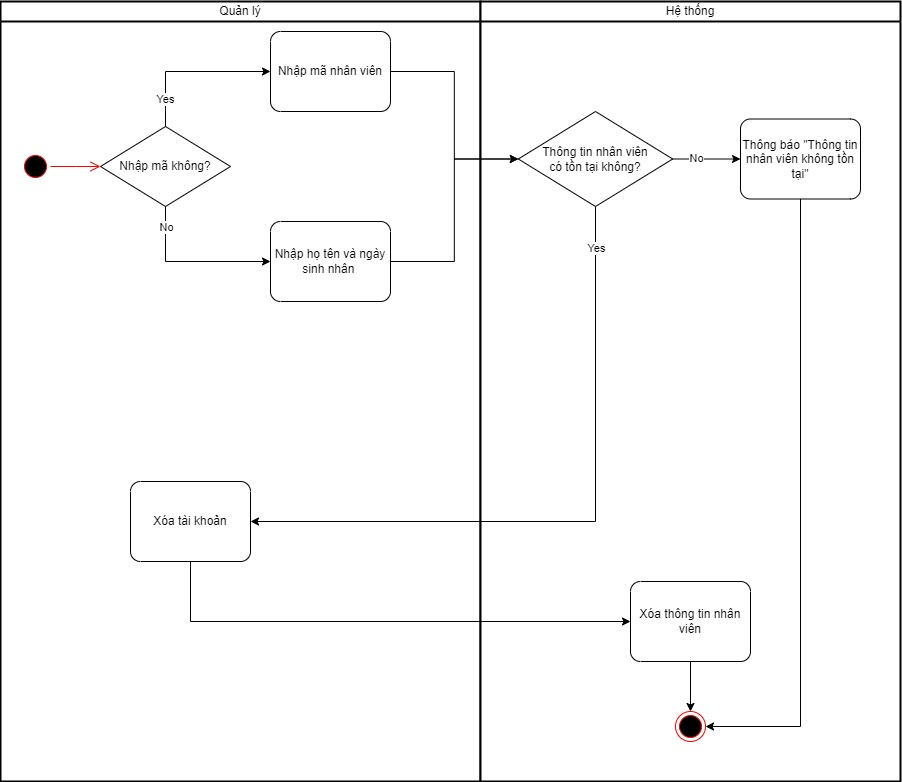 Quản lý
Hệ thống
Nhập mã nhân viên
Yes
Nhập mã không?
No
Nhập họ tên và ngày
sinh nhân
Thông tin nhân viên
có tồn tại không?
No
Thông báo "Thông tin
nhân viên không tồn
tại"
Yes
Xóa tài khoản
Xóa thông tin nhân
viên